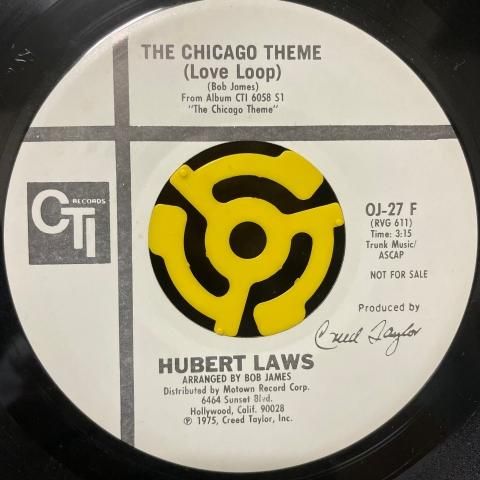 THE CHICAGO THEME
(Love Loop)
(Bob James)
From Album CTI 6058 S1
"The Chicago Theme"
CTI RECORDS
OJ-27 F
(RVG 611)
Time: 3:15
Trunk Music/
ASCAP
NOT FOR SALE
Produced by
Creed Taylor
HUBERT LAWS
ARRANGED BY BOB JAMES
Distributed by Motown Record Corp.
6464 Sunset Blvd.
Hollywood, Calif. 90028
℗ 1975, Creed Taylor, Inc.